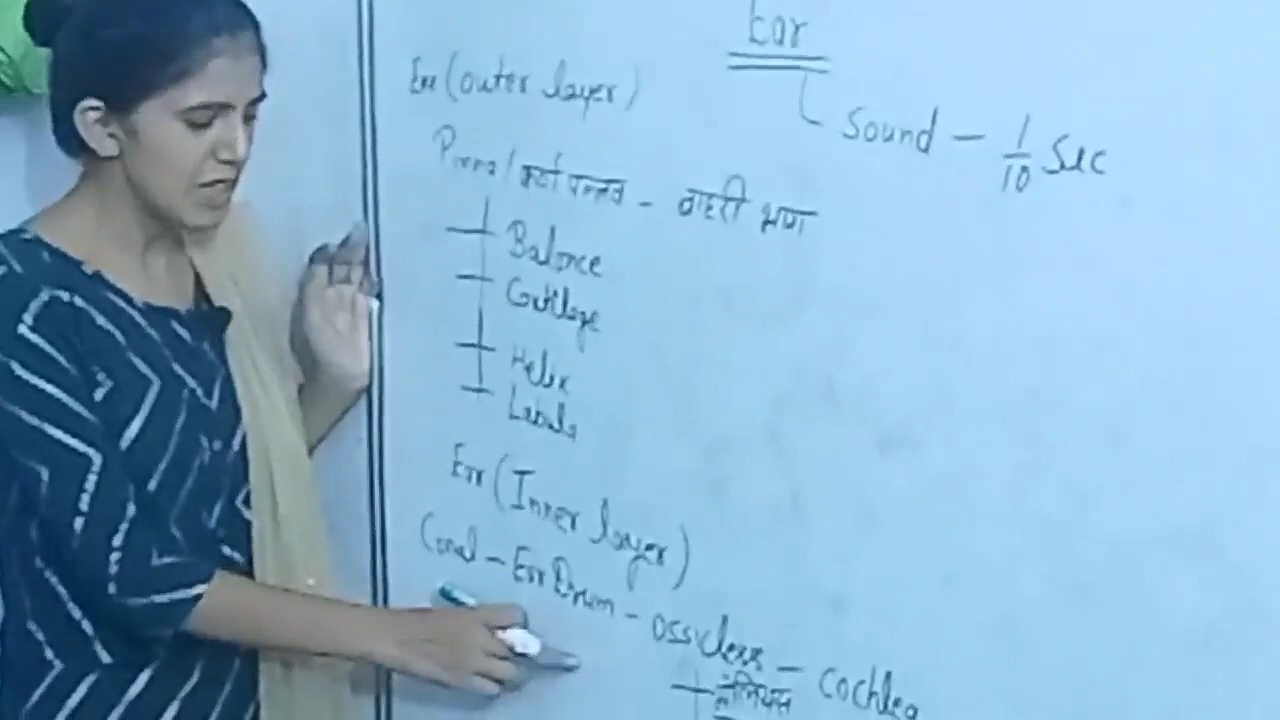 Ear
Sound – 1/10 Sec
Ear (outer layer)
Pinna / कर्ण पल्लव – बाहरी भाग
Balance
Cartilage
Helix
Lobule
Ear (Inner layer)
Canal – Ear Drum – ossicles – Cochlea